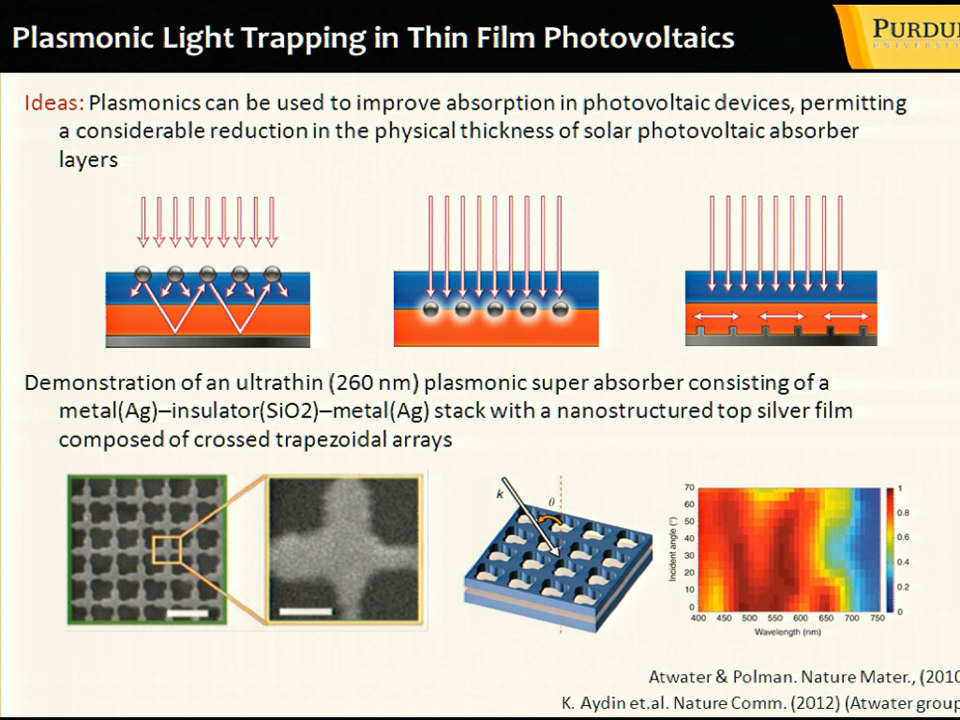 Plasmonic Light Trapping in Thin Film Photovoltaics
PURDU
UNIVERSITY
Ideas: Plasmonics can be used to improve absorption in photovoltaic devices, permitting
a considerable reduction in the physical thickness of solar photovoltaic absorber
layers
Demonstration of an ultrathin (260 nm) plasmonic super absorber consisting of a
metal(Ag)–insulator(SiO2)–metal(Ag) stack with a nanostructured top silver film
composed of crossed trapezoidal arrays
k
θ
Incident angle (°)
70
60
50
40
30
20
10
0
400 450 500 550 600 650 700 750
Wavelength (nm)
1
0.8
0.6
0.4
0.2
0
Atwater & Polman. Nature Mater., (2010
K. Aydin et.al. Nature Comm. (2012) (Atwater group